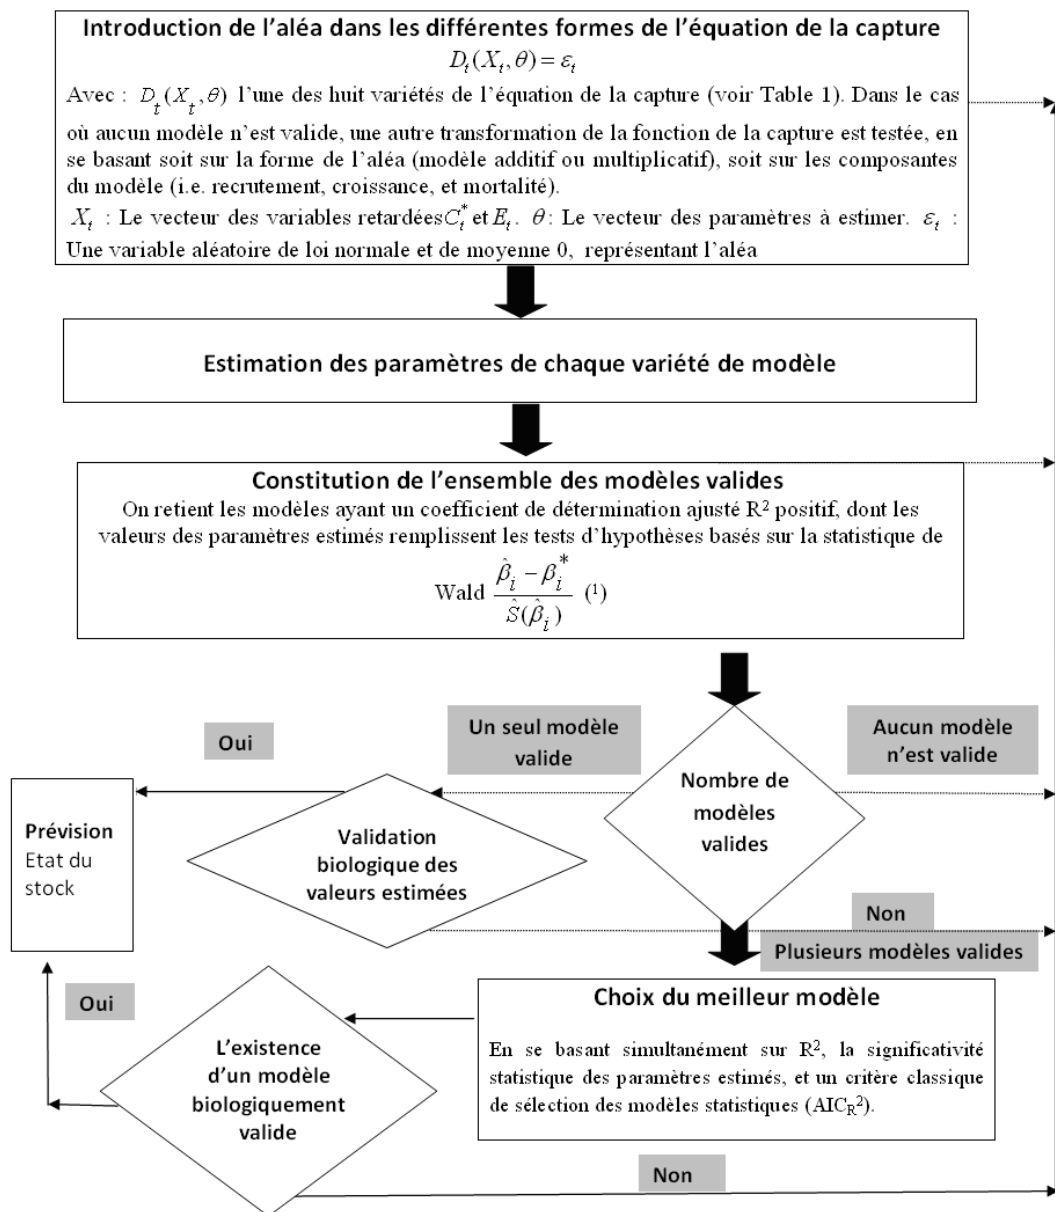 Introduction de l’aléa dans les différentes formes de l’équation de la capture
D_t(X_t,θ) = ε_t
Avec : D_t(X_t,θ) l’une des huit variétés de l’équation de la capture (voir Table 1). Dans le cas
où aucun modèle n’est valide, une autre transformation de la fonction de la capture est testée, en
se basant soit sur la forme de l’aléa (modèle additif ou multiplicatif), soit sur les composantes
du modèle (i.e. recrutement, croissance, et mortalité).
X_t : Le vecteur des variables retardées C_t^* et E_t. θ : Le vecteur des paramètres à estimer. ε_t :
Une variable aléatoire de loi normale et de moyenne 0, représentant l’aléa
Estimation des paramètres de chaque variété de modèle
Constitution de l’ensemble des modèles valides
On retient les modèles ayant un coefficient de détermination ajusté R² positif, dont les
valeurs des paramètres estimés remplissent les tests d’hypothèses basés sur la statistique de
Wald (β̂_i − β_i^*) / Ŝ(β̂_i) (¹)
Oui
Un seul modèle
valide
Aucun modèle
n’est valide
Nombre de
modèles
valides
Prévision
Etat du
stock
Validation
biologique des
valeurs estimées
Non
Plusieurs modèles valides
Oui
Choix du meilleur modèle
En se basant simultanément sur R², la significativité
statistique des paramètres estimés, et un critère classique
de sélection des modèles statistiques (AIC_R²).
L’existence
d’un modèle
biologiquement
valide
Non